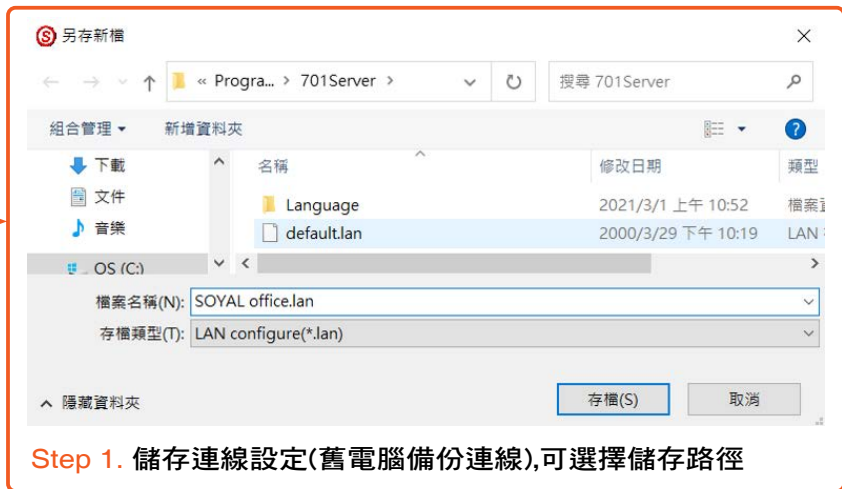 另存新檔
« Progra... > 701Server >
搜尋 701Server
組合管理
新增資料夾
名稱
修改日期
類型
下載
文件
音樂
OS (C:)
Language
2021/3/1 上午 10:52
default.lan
2000/3/29 下午 10:19
LAN
檔案名稱(N): SOYAL office.lan
存檔類型(T): LAN configure(*.lan)
隱藏資料夾
存檔(S)
取消
Step 1. 儲存連線設定(舊電腦備份連線),可選擇儲存路徑